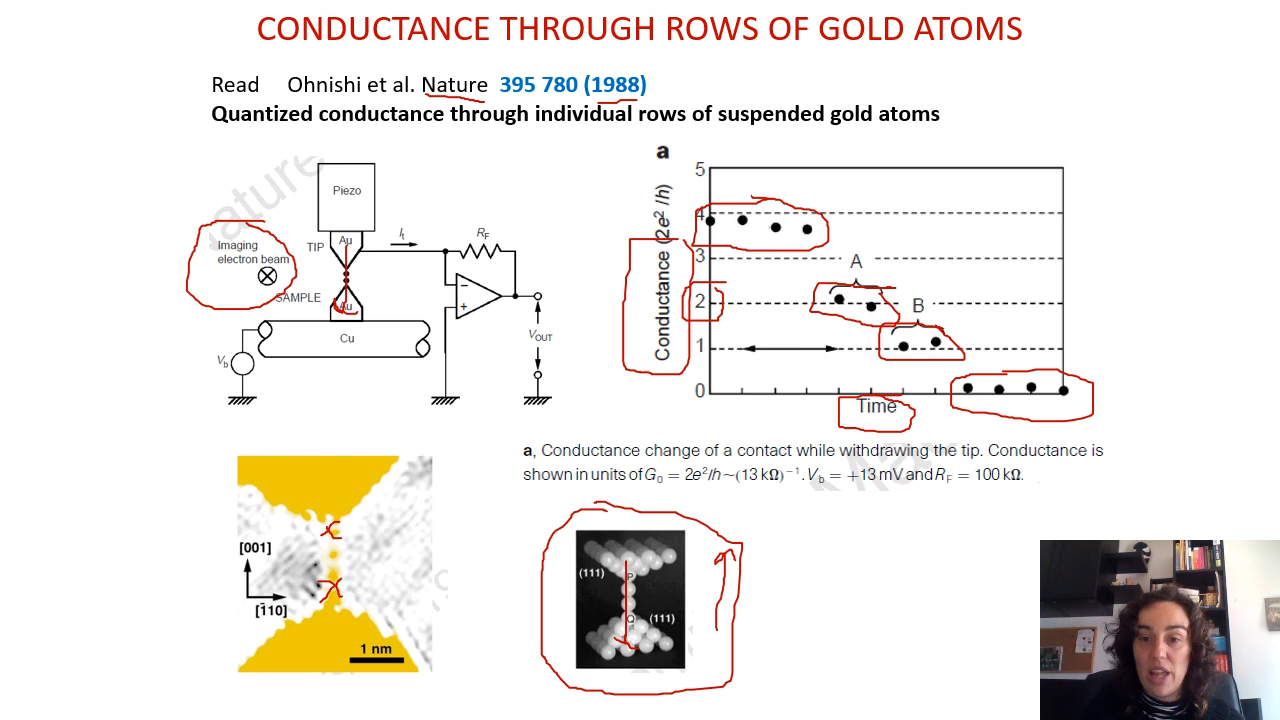 CONDUCTANCE THROUGH ROWS OF GOLD ATOMS
Read Ohnishi et al. Nature 395 780 (1988)
Quantized conductance through individual rows of suspended gold atoms
Piezo
Au
TIP
It
RF
Imaging
electron beam
SAMPLE
Au
−
+
Cu
Vb
VOUT
a
Conductance (2e²/h)
5
4
3
2
1
0
A
B
Time
a, Conductance change of a contact while withdrawing the tip. Conductance is
shown in units of G₀ = 2e²/h ~ (13 kΩ)⁻¹. Vb = +13 mV and RF = 100 kΩ.
[001]
[1̄10]
1 nm
(111)
P
Q
(111)